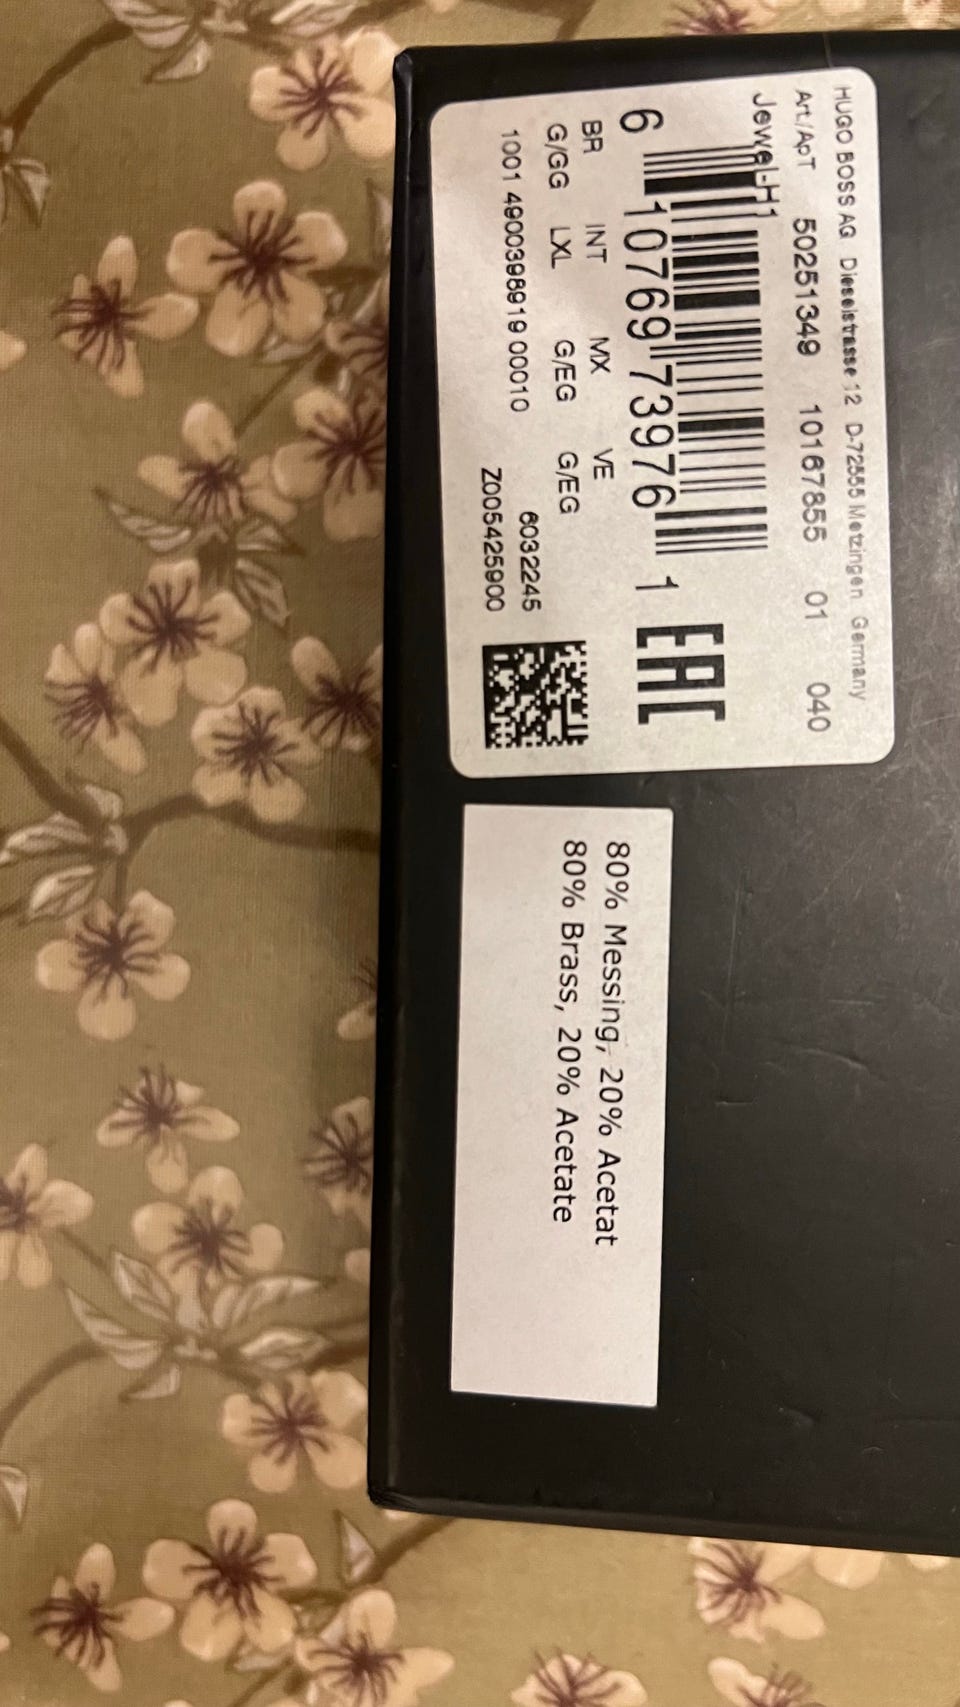 HUGO BOSS AG Dieselstrasse 12 D-72555 Metzingen Germany
Art./АрТ 50251349 10167855 01 040
Jewel-H1
6 10769 73976 1 EAC
BR INT MX VE
G/GG LXL G/EG G/EG
6032245
1001 4900398919 00010
Z005425900
80% Messing, 20% Acetat
80% Brass, 20% Acetate